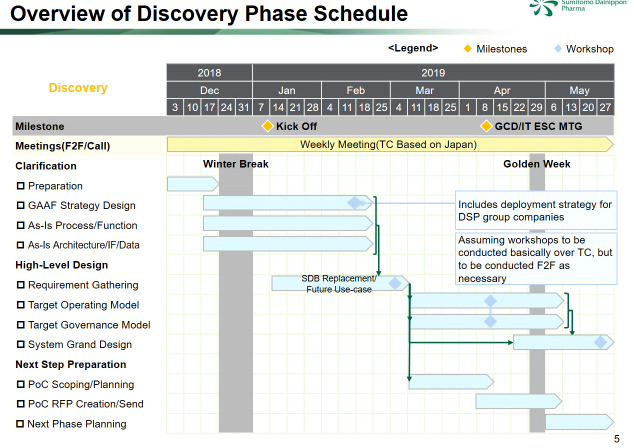 Overview of Discovery Phase Schedule
Sumitomo Dainippon
Pharma
<Legend> Milestones Workshop
Discovery
2018 2019
Dec Jan Feb Mar Apr May
3 10 17 24 31 7 14 21 28 4 11 18 25 4 11 18 25 1 8 15 22 29 6 13 20 27
Milestone Kick Off GCD/IT ESC MTG
Meetings(F2F/Call) Weekly Meeting(TC Based on Japan)
Clarification Winter Break Golden Week
Preparation
GAAF Strategy Design
As-Is Process/Function
As-Is Architecture/IF/Data
Includes deployment strategy for
DSP group companies
Assuming workshops to be
conducted basically over TC, but
to be conducted F2F as
necessary
High-Level Design
Requirement Gathering
SDB Replacement/
Future Use-case
Target Operating Model
Target Governance Model
System Grand Design
Next Step Preparation
PoC Scoping/Planning
PoC RFP Creation/Send
Next Phase Planning
5